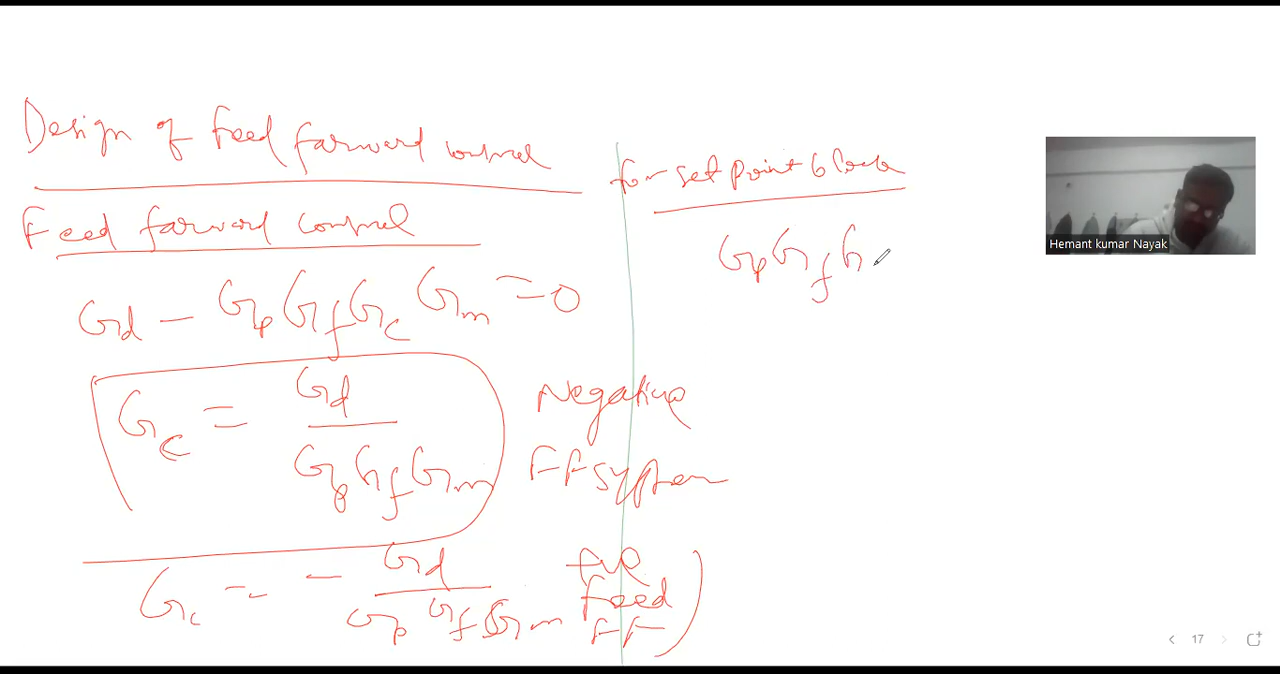 Design of feed farward control
Feed farward control
Gd - Gp Gf Gc Gm = 0
Gc = Gd / Gp Gf Gm
Negative
FF system
Gc = - Gd / Gp Gf Gm
+ve
Feed
FF)
for set point block
Gp Gf G
Hemant kumar Nayak
17